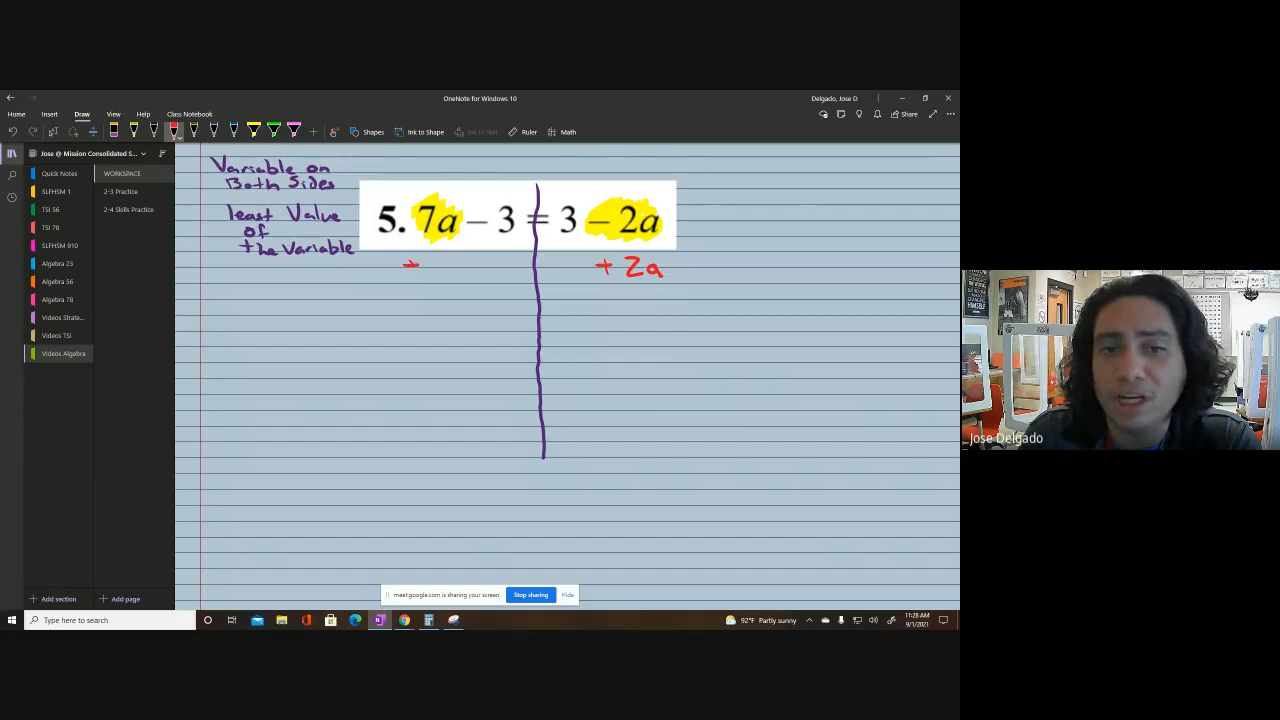 OneNote for Windows 10
Delgado, Jose D
Home Insert Draw View Help Class Notebook
Share
Shapes Ink to Shape Ink to Text Ruler Math
Jose @ Mission Consolidated S...
Quick Notes
SLFHSM 1
TSI 56
TSI 78
SLFHSM 910
Algebra 23
Algebra 56
Algebra 78
Videos Strate...
Videos TSI
Videos Algebra
WORKSPACE
2-3 Practice
2-4 Skills Practice
Variable on
Both Sides
least Value
of
the Variable
5. 7a – 3 = 3 – 2a
+ + 2a
Jose Delgado
Add section Add page
meet.google.com is sharing your screen. Stop sharing Hide
Type here to search
92°F Partly sunny
11:28 AM
9/1/2021